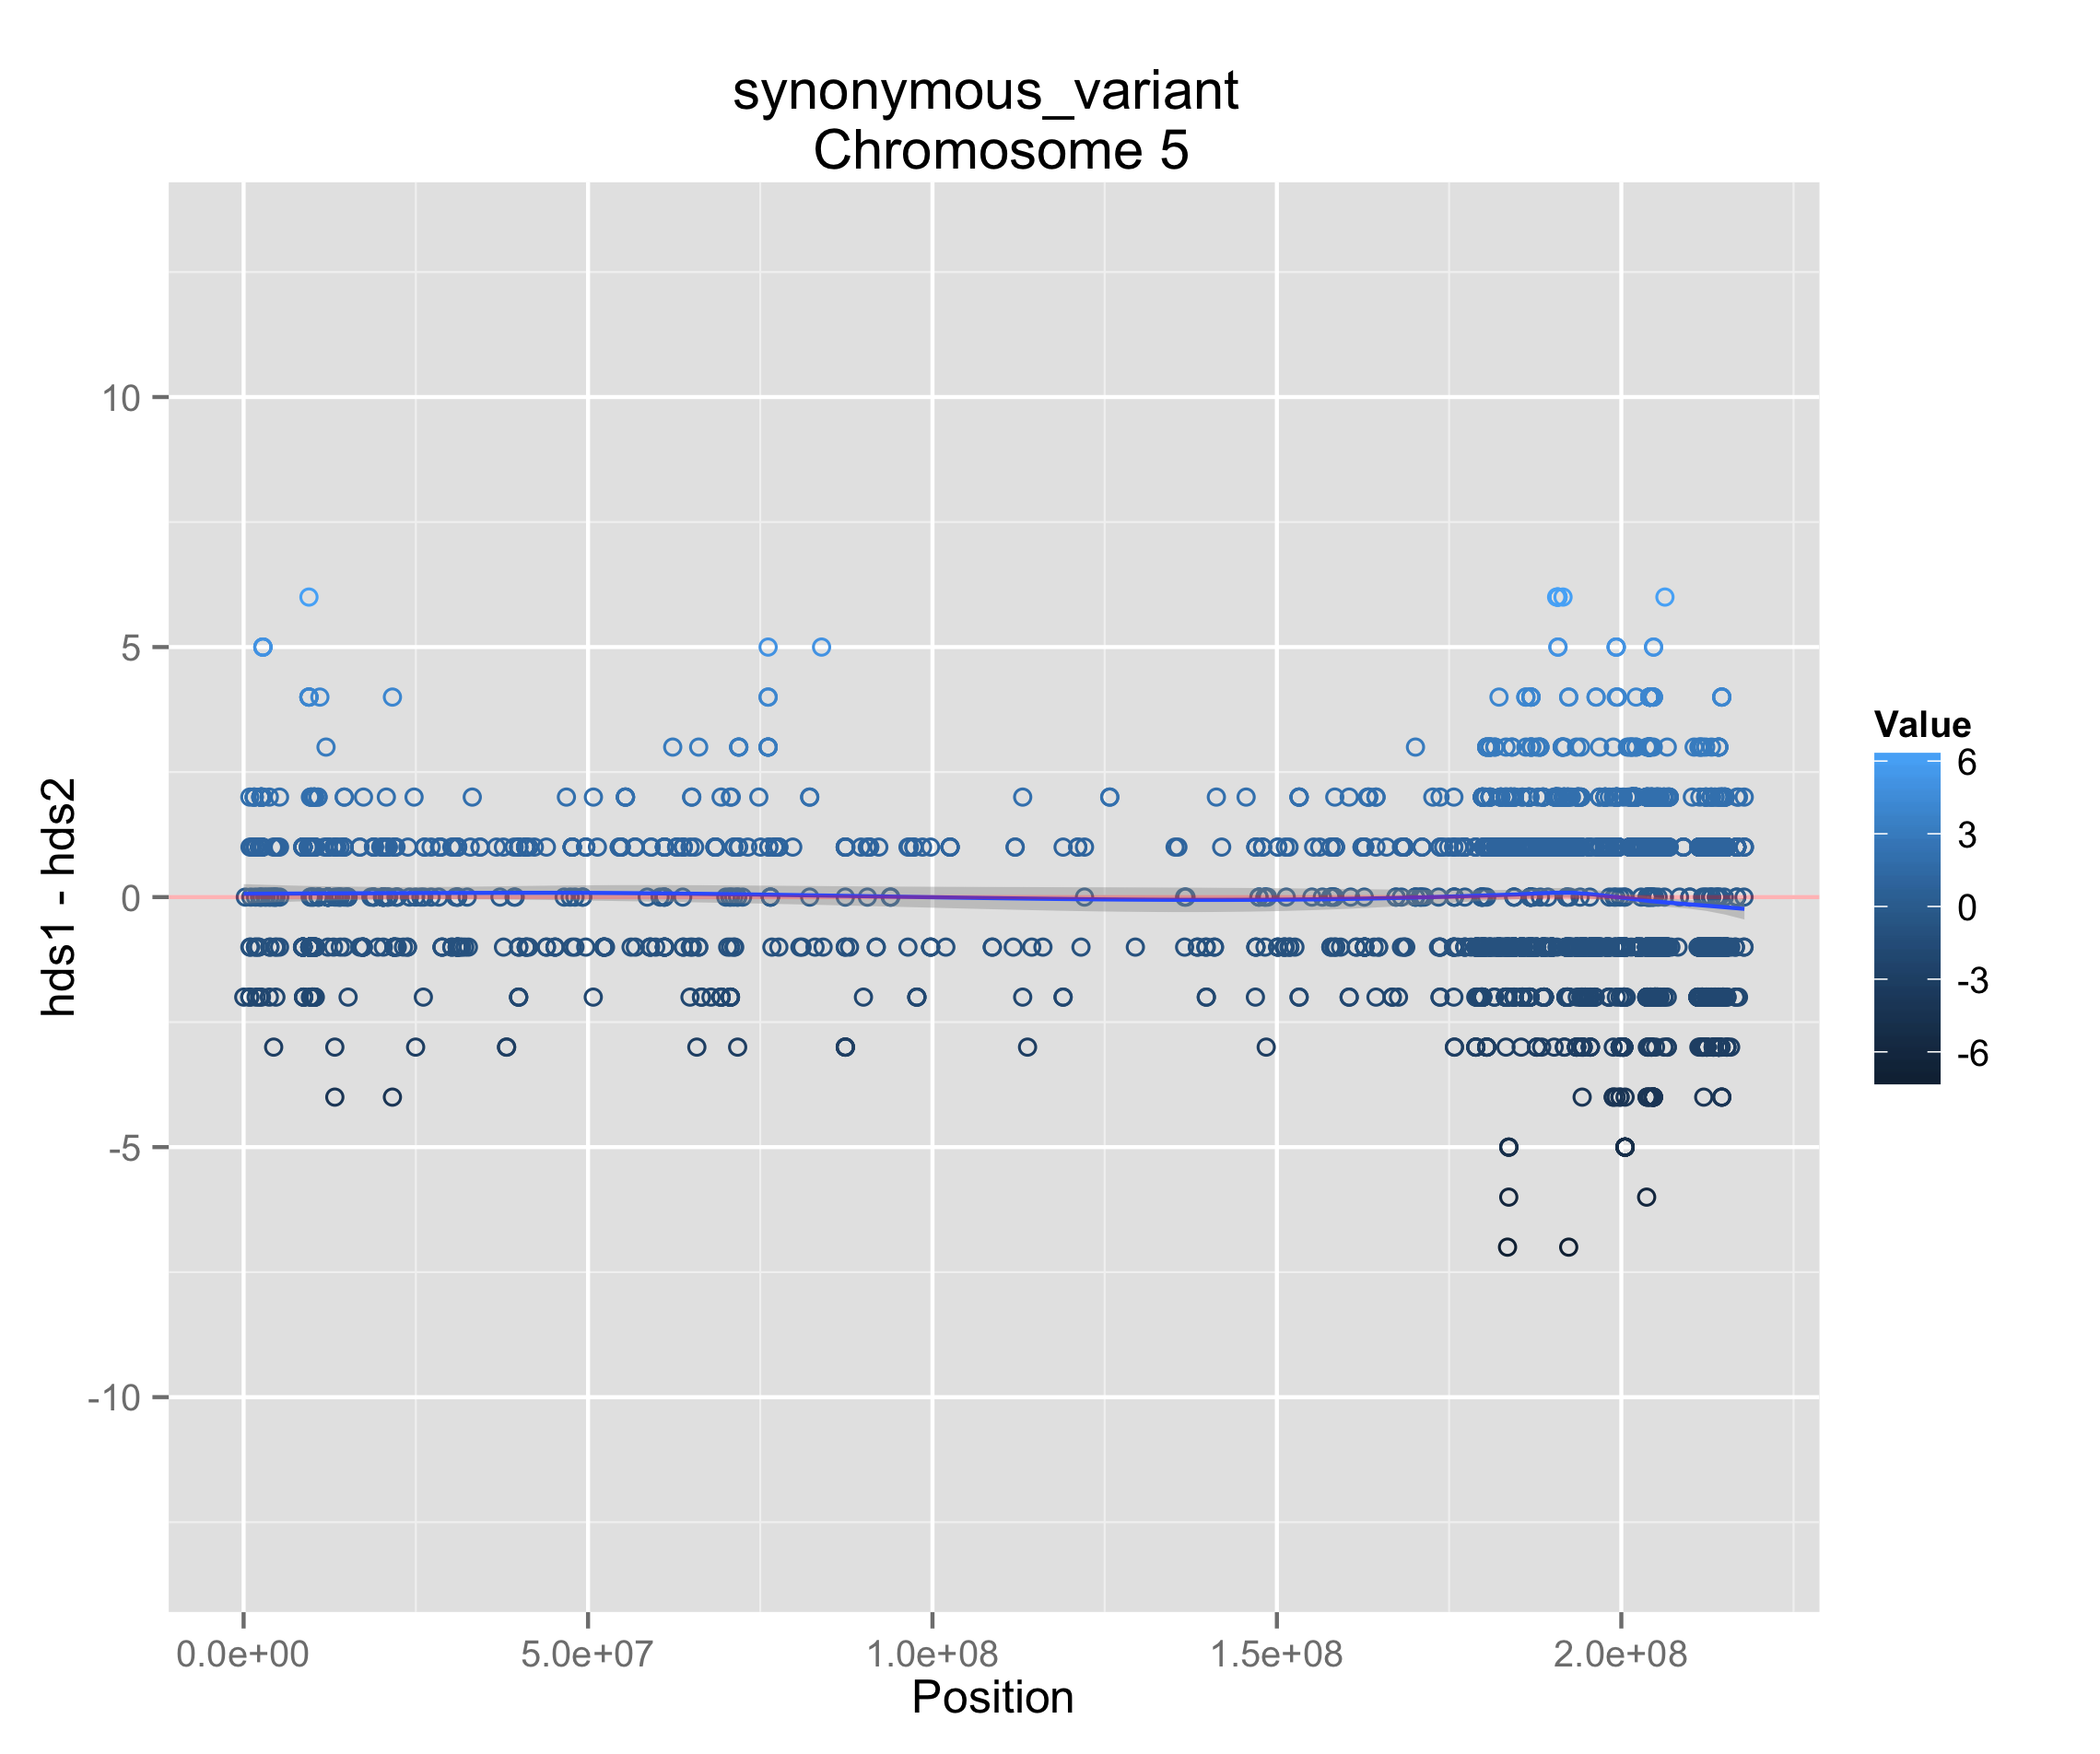 synonymous_variant
Chromosome 5
hds1 - hds2
10
5
0
-5
-10
0.0e+00
5.0e+07
1.0e+08
1.5e+08
2.0e+08
Position
Value
6
3
0
-3
-6